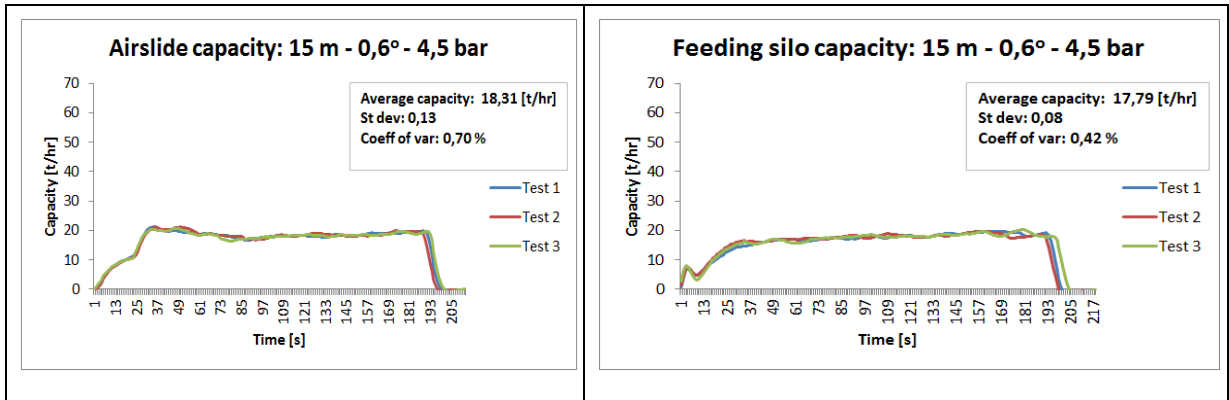 Airslide capacity: 15 m - 0,6º - 4,5 bar
Average capacity: 18,31 [t/hr]
St dev: 0,13
Coeff of var: 0,70 %
Capacity [t/hr]
70
60
50
40
30
20
10
0
Test 1
Test 2
Test 3
1 13 25 37 49 61 73 85 97 109 121 133 145 157 169 181 193 205
Time [s]
Feeding silo capacity: 15 m - 0,6º - 4,5 bar
Average capacity: 17,79 [t/hr]
St dev: 0,08
Coeff of var: 0,42 %
Capacity [t/hr]
70
60
50
40
30
20
10
0
Test 1
Test 2
Test 3
1 13 25 37 49 61 73 85 97 109 121 133 145 157 169 181 193 205 217
Time [s]